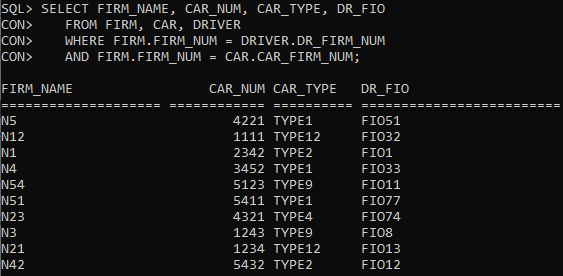 SQL> SELECT FIRM_NAME, CAR_NUM, CAR_TYPE, DR_FIO
CON> FROM FIRM, CAR, DRIVER
CON> WHERE FIRM.FIRM_NUM = DRIVER.DR_FIRM_NUM
CON> AND FIRM.FIRM_NUM = CAR.CAR_FIRM_NUM;
FIRM_NAME CAR_NUM CAR_TYPE DR_FIO
==================== ============ ========== =========================
N5 4221 TYPE1 FIO51
N12 1111 TYPE12 FIO32
N1 2342 TYPE2 FIO1
N4 3452 TYPE1 FIO33
N54 5123 TYPE9 FIO11
N51 5411 TYPE1 FIO77
N23 4321 TYPE4 FIO74
N3 1243 TYPE9 FIO8
N21 1234 TYPE12 FIO13
N42 5432 TYPE2 FIO12